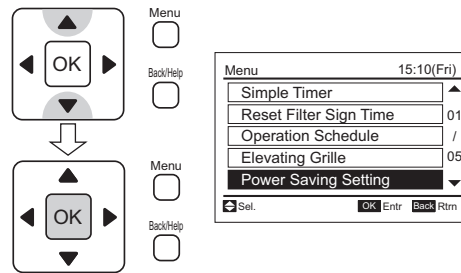 Menu
OK
Back/Help
Menu
OK
Back/Help
Menu 15:10(Fri)
Simple Timer
Reset Filter Sign Time 01
Operation Schedule /
Elevating Grille 05
Power Saving Setting
Sel. OK Entr Back Rtrn